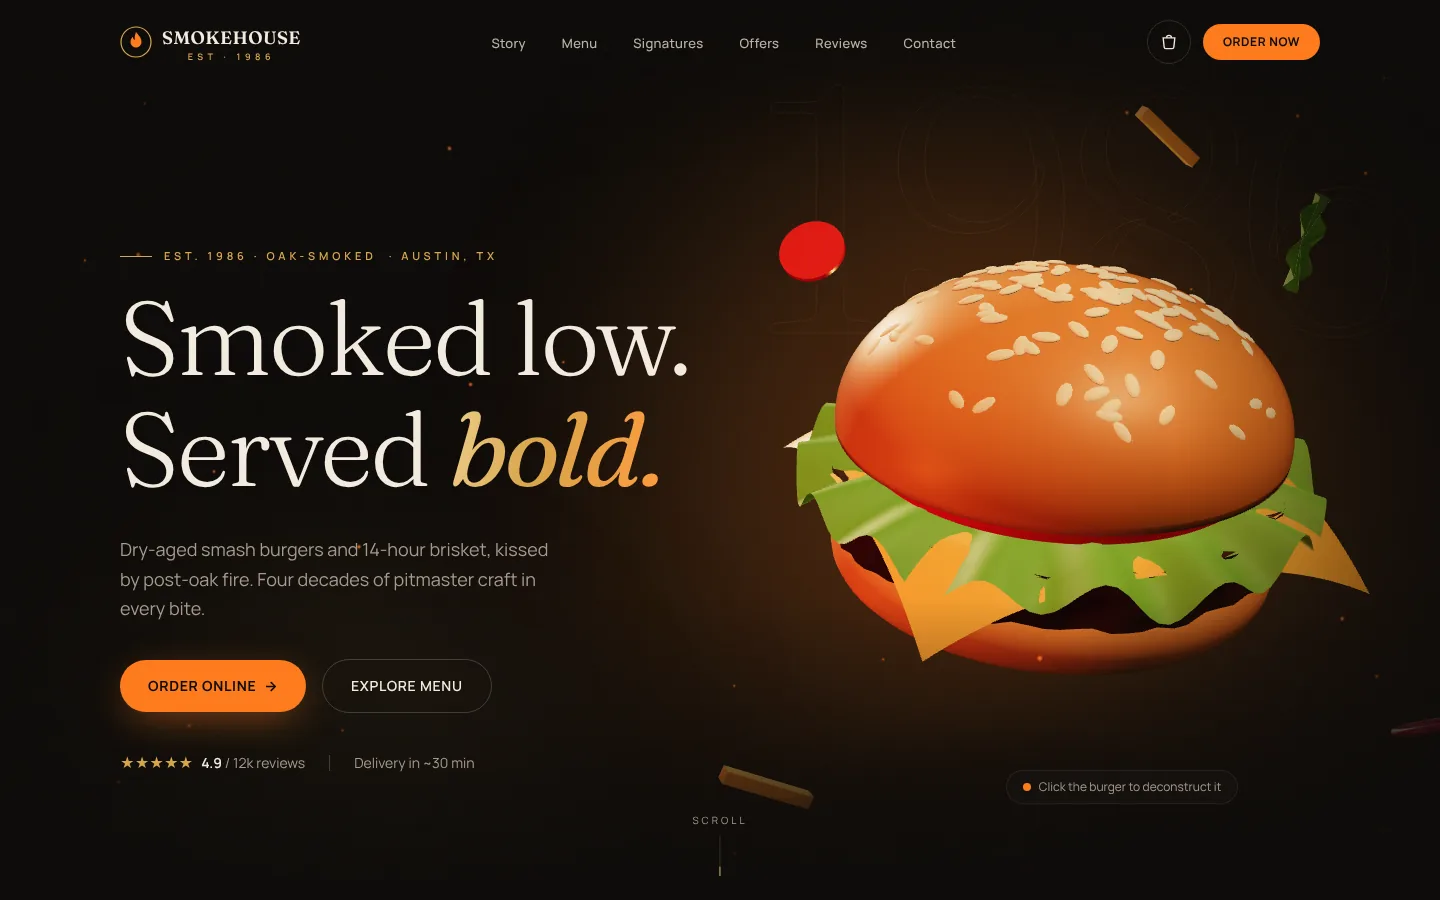 SMOKEHOUSE
EST · 1986
Story
Menu
Signatures
Offers
Reviews
Contact
ORDER NOW
1986
EST. 1986 · OAK-SMOKED · AUSTIN, TX
Smoked low.
Served bold.
Dry-aged smash burgers and 14-hour brisket, kissed
by post-oak fire. Four decades of pitmaster craft in
every bite.
ORDER ONLINE →
EXPLORE MENU
★★★★★ 4.9 / 12k reviews
Delivery in ~30 min
Click the burger to deconstruct it
SCROLL